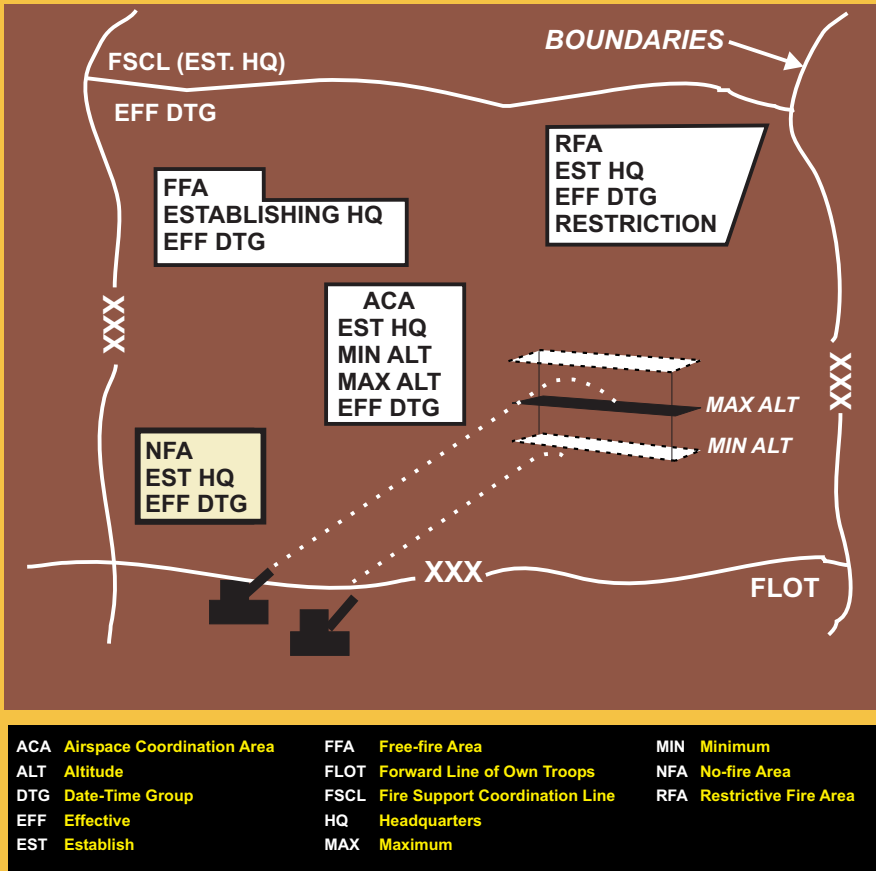 BOUNDARIES
FSCL (EST. HQ)
EFF DTG
RFA
EST HQ
EFF DTG
RESTRICTION
FFA
ESTABLISHING HQ
EFF DTG
ACA
EST HQ
MIN ALT
MAX ALT
EFF DTG
XXX
XXX
MAX ALT
MIN ALT
NFA
EST HQ
EFF DTG
XXX
FLOT
ACA Airspace Coordination Area
ALT Altitude
DTG Date-Time Group
EFF Effective
EST Establish
FFA Free-fire Area
FLOT Forward Line of Own Troops
FSCL Fire Support Coordination Line
HQ Headquarters
MAX Maximum
MIN Minimum
NFA No-fire Area
RFA Restrictive Fire Area